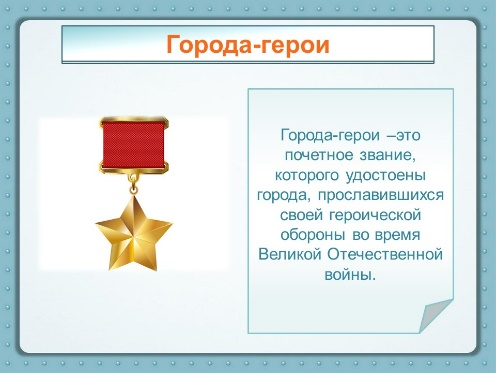 Города-герои
Города-герои –это
почетное звание,
которого удостоены
города, прославившихся
своей героической
обороны во время
Великой Отечественной
войны.